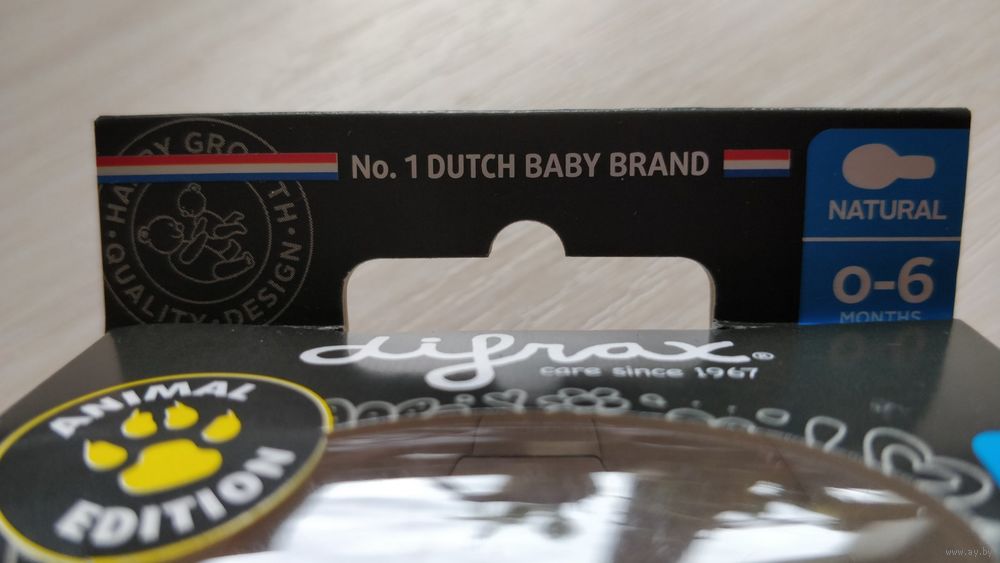 HAPPY GROWTH • DESIGN • QUALITY •
No. 1 DUTCH BABY BRAND
NATURAL
0-6
MONTHS
difrax®
care since 1967
ANIMAL
EDITION
www.ay.by